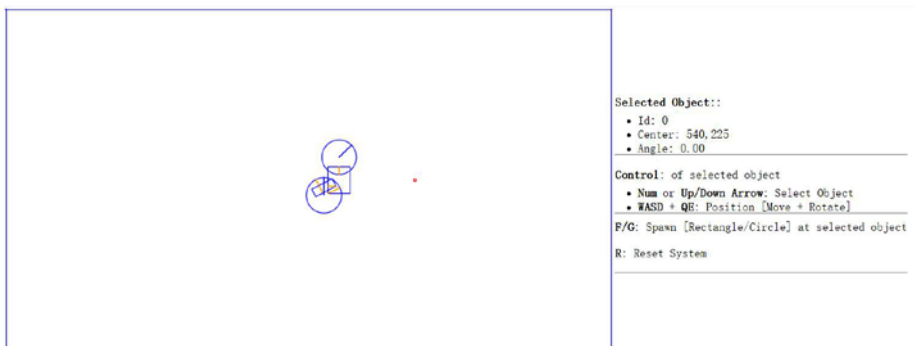 Selected Object::
• Id: 0
• Center: 540,225
• Angle: 0.00
Control: of selected object
• Num or Up/Down Arrow: Select Object
• WASD + QE: Position [Move + Rotate]
F/G: Spawn [Rectangle/Circle] at selected object
R: Reset System